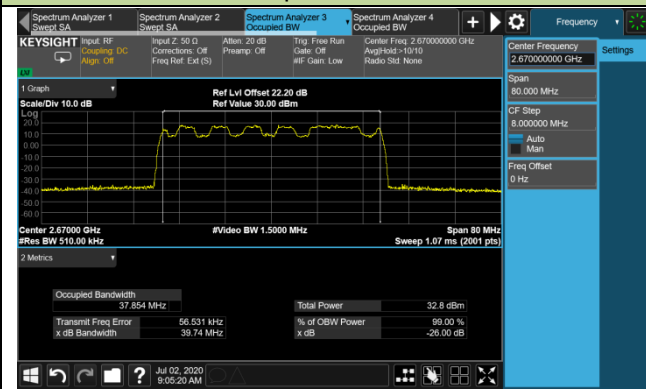 Spectrum Analyzer 1
Swept SA
Spectrum Analyzer 2
Swept SA
Spectrum Analyzer 3
Occupied BW
Spectrum Analyzer 4
Occupied BW
Frequency
KEYSIGHT
Input: RF
Coupling: DC
Align: Off
Input Z: 50 Ω
Corrections: Off
Freq Ref: Ext (S)
Atten: 20 dB
Preamp: Off
Trig: Free Run
Gate: Off
#IF Gain: Low
Center Freq: 2.670000000 GHz
Avg|Hold:>10/10
Radio Std: None
Center Frequency
2.670000000 GHz
Settings
Span
80.000 MHz
CF Step
8.000000 MHz
Auto
Man
Freq Offset
0 Hz
1 Graph
Scale/Div 10.0 dB
Ref Lvl Offset 22.20 dB
Ref Value 30.00 dBm
Log
20.0
10.0
0.00
-10.0
-20.0
-30.0
-40.0
-50.0
-60.0
Center 2.67000 GHz
#Video BW 1.5000 MHz
Span 80 MHz
#Res BW 510.00 kHz
Sweep 1.07 ms (2001 pts)
2 Metrics
Occupied Bandwidth
37.854 MHz
Total Power 32.8 dBm
Transmit Freq Error 56.531 kHz
% of OBW Power 99.00 %
x dB Bandwidth 39.74 MHz
x dB -26.00 dB
Jul 02, 2020
9:05:20 AM